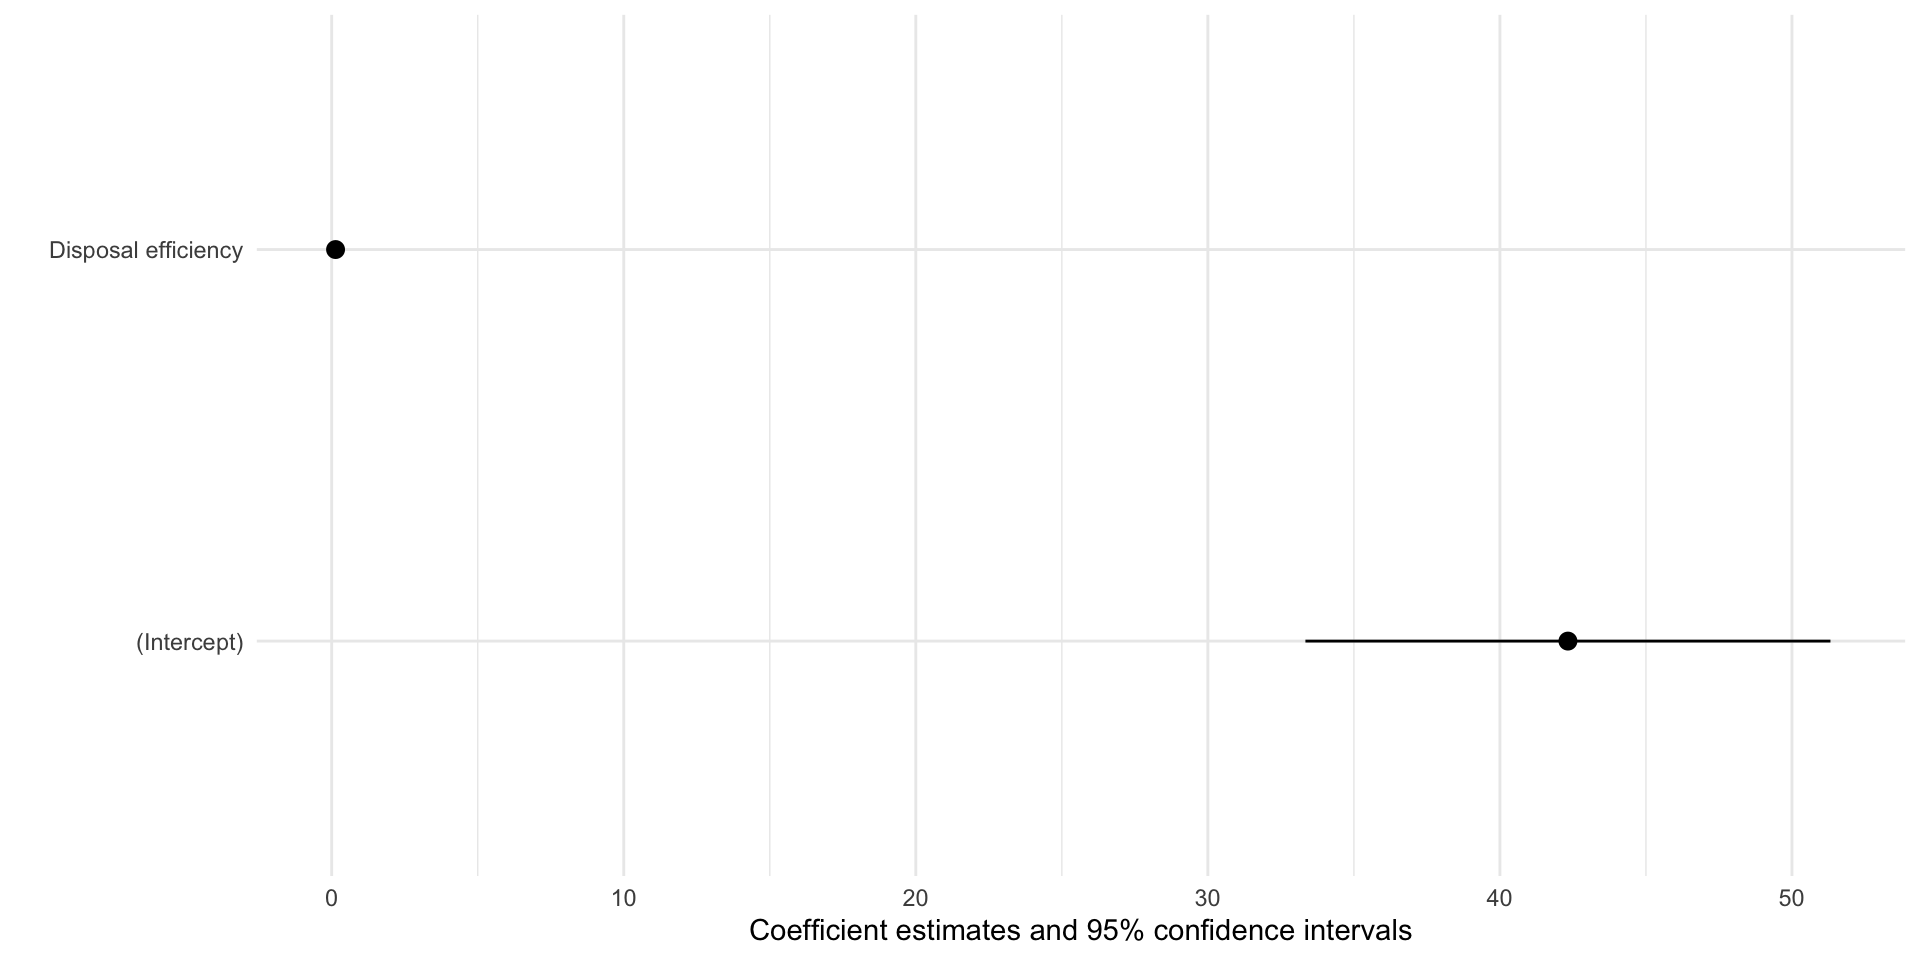 Disposal efficiency
(Intercept)
0 10 20 30 40 50
Coefficient estimates and 95% confidence intervals